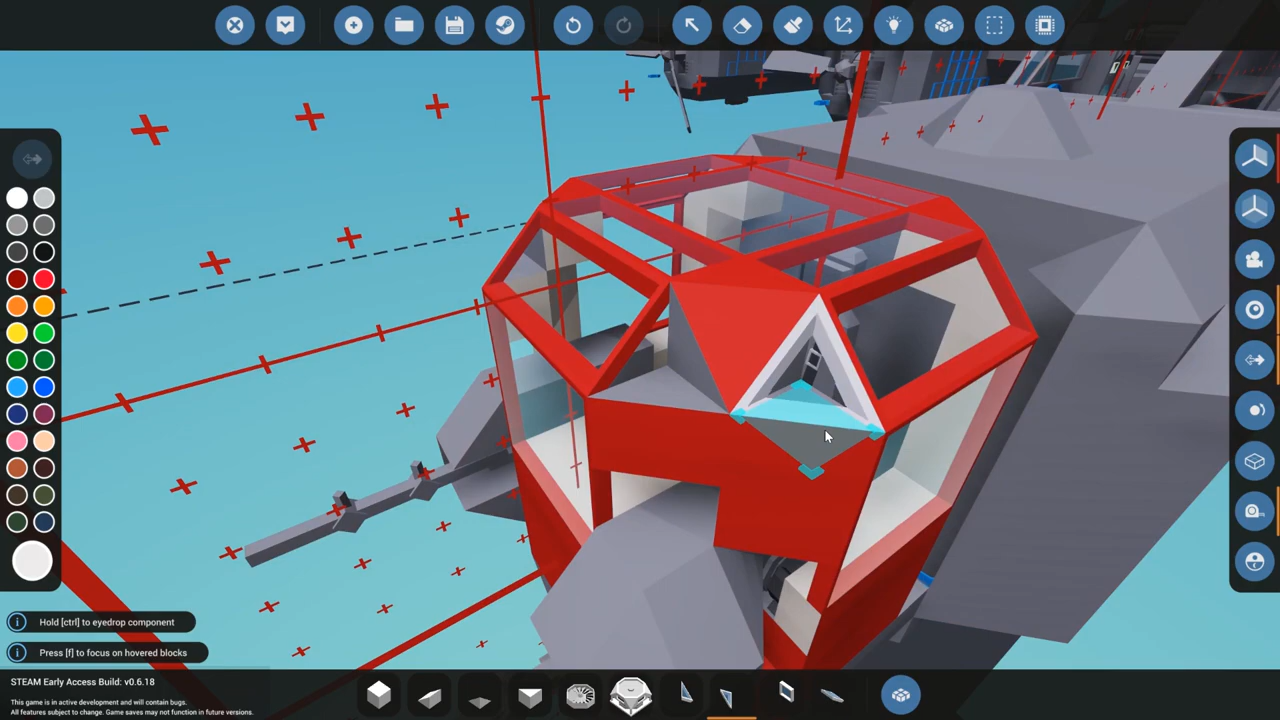 Hold [ctrl] to eyedrop component
Press [f] to focus on hovered blocks
STEAM Early Access Build: v0.6.18
This game is in active development and will contain bugs.
All features subject to change. Game saves may not function in future versions.